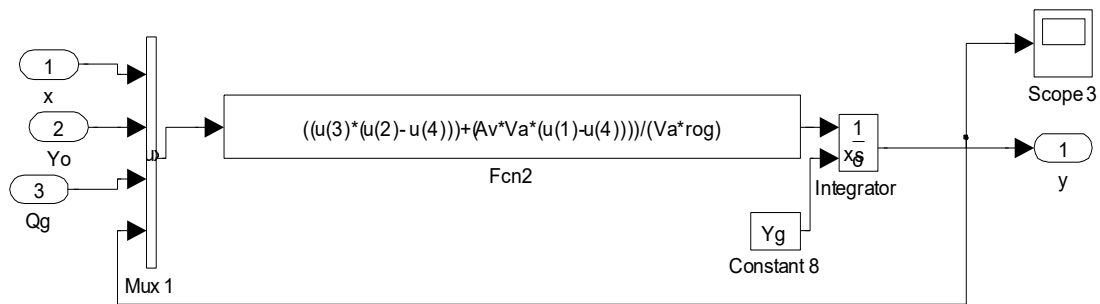 1
x
2
Yo
3
Qg
Mux 1
((u(3)*(u(2)- u(4)))+(Av*Va*(u(1)-u(4))))/(Va*rog)
Fcn2
1
s
xo
Integrator
Yg
Constant 8
Scope 3
1
y